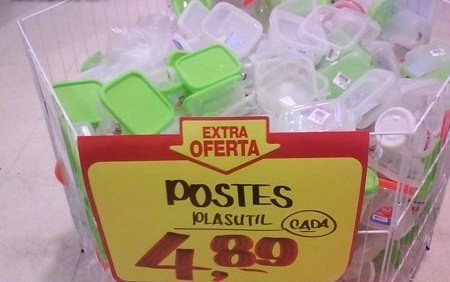 EXTRA
OFERTA
POSTES
PLASUTIL
CADA
4,89